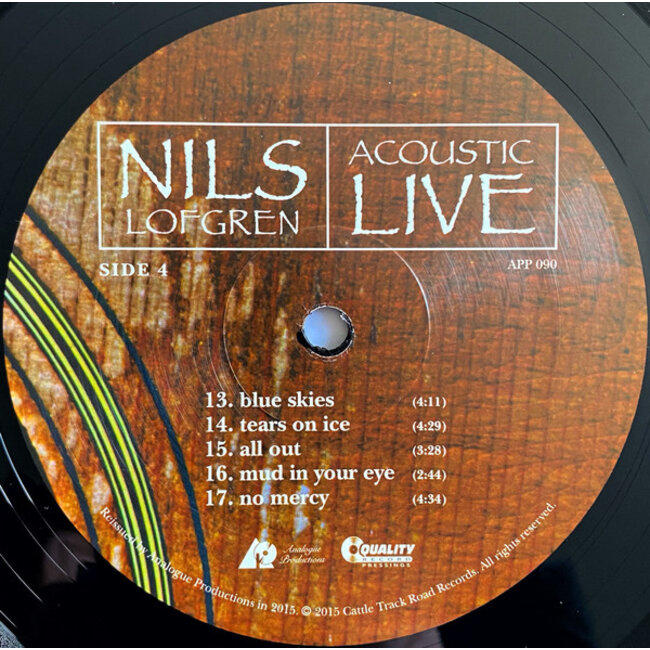 NILS
LOFGREN
ACOUSTIC
LIVE
SIDE 4
APP 090
13. blue skies (4:11)
14. tears on ice (4:29)
15. all out (3:28)
16. mud in your eye (2:44)
17. no mercy (4:34)
Analogue
Productions
QUALITY
RECORD
PRESSINGS
Reissued by Analogue Productions in 2015. © 2015 Cattle Track Road Records. All rights reserved.